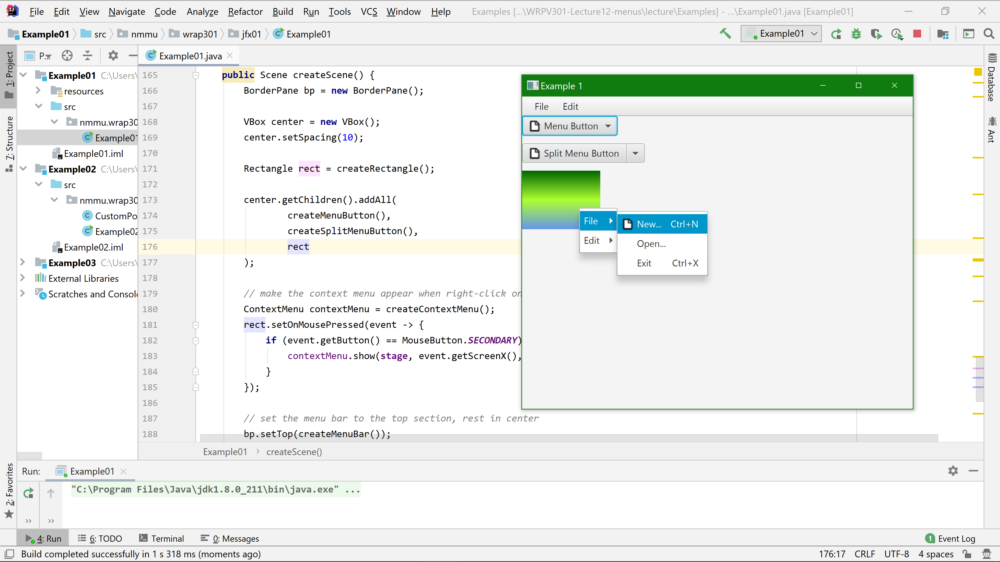 File Edit View Navigate Code Analyze Refactor Build Run Tools VCS Window Help Examples [...\WRPV301-Lecture12-menus\lecture\Examples] - ...\Example01.java [Example01]
Example01 src nmmu wrap301 jfx01 Example01 Example01
1: Project
7: Structure
2: Favorites
P...
Example01 C:\Users\
resources
src
nmmu.wrap30
Example01
Example01.iml
Example02 C:\Users\
src
nmmu.wrap30
CustomPo
Example02
Example02.iml
Example03 C:\Users\
External Libraries
Scratches and Console
Example01.java
165 public Scene createScene() {
166 BorderPane bp = new BorderPane();
167
168 VBox center = new VBox();
169 center.setSpacing(10);
170
171 Rectangle rect = createRectangle();
172
173 center.getChildren().addAll(
174 createMenuButton(),
175 createSplitMenuButton(),
176 rect
177 );
178
179 // make the context menu appear when right-click on
180 ContextMenu contextMenu = createContextMenu();
181 rect.setOnMousePressed(event -> {
182 if (event.getButton() == MouseButton.SECONDARY)
183 contextMenu.show(stage, event.getScreenX(),
184 }
185 });
186
187 // set the menu bar to the top section, rest in center
188 bp.setTop(createMenuBar());
Example01 › createScene()
Example 1
File Edit
Menu Button
Split Menu Button
File
Edit
New... Ctrl+N
Open...
Exit Ctrl+X
Database
Ant
Run: Example01
"C:\Program Files\Java\jdk1.8.0_211\bin\java.exe" ...
4: Run 6: TODO Terminal 0: Messages 1 Event Log
Build completed successfully in 1 s 318 ms (moments ago) 176:17 CRLF UTF-8 4 spaces